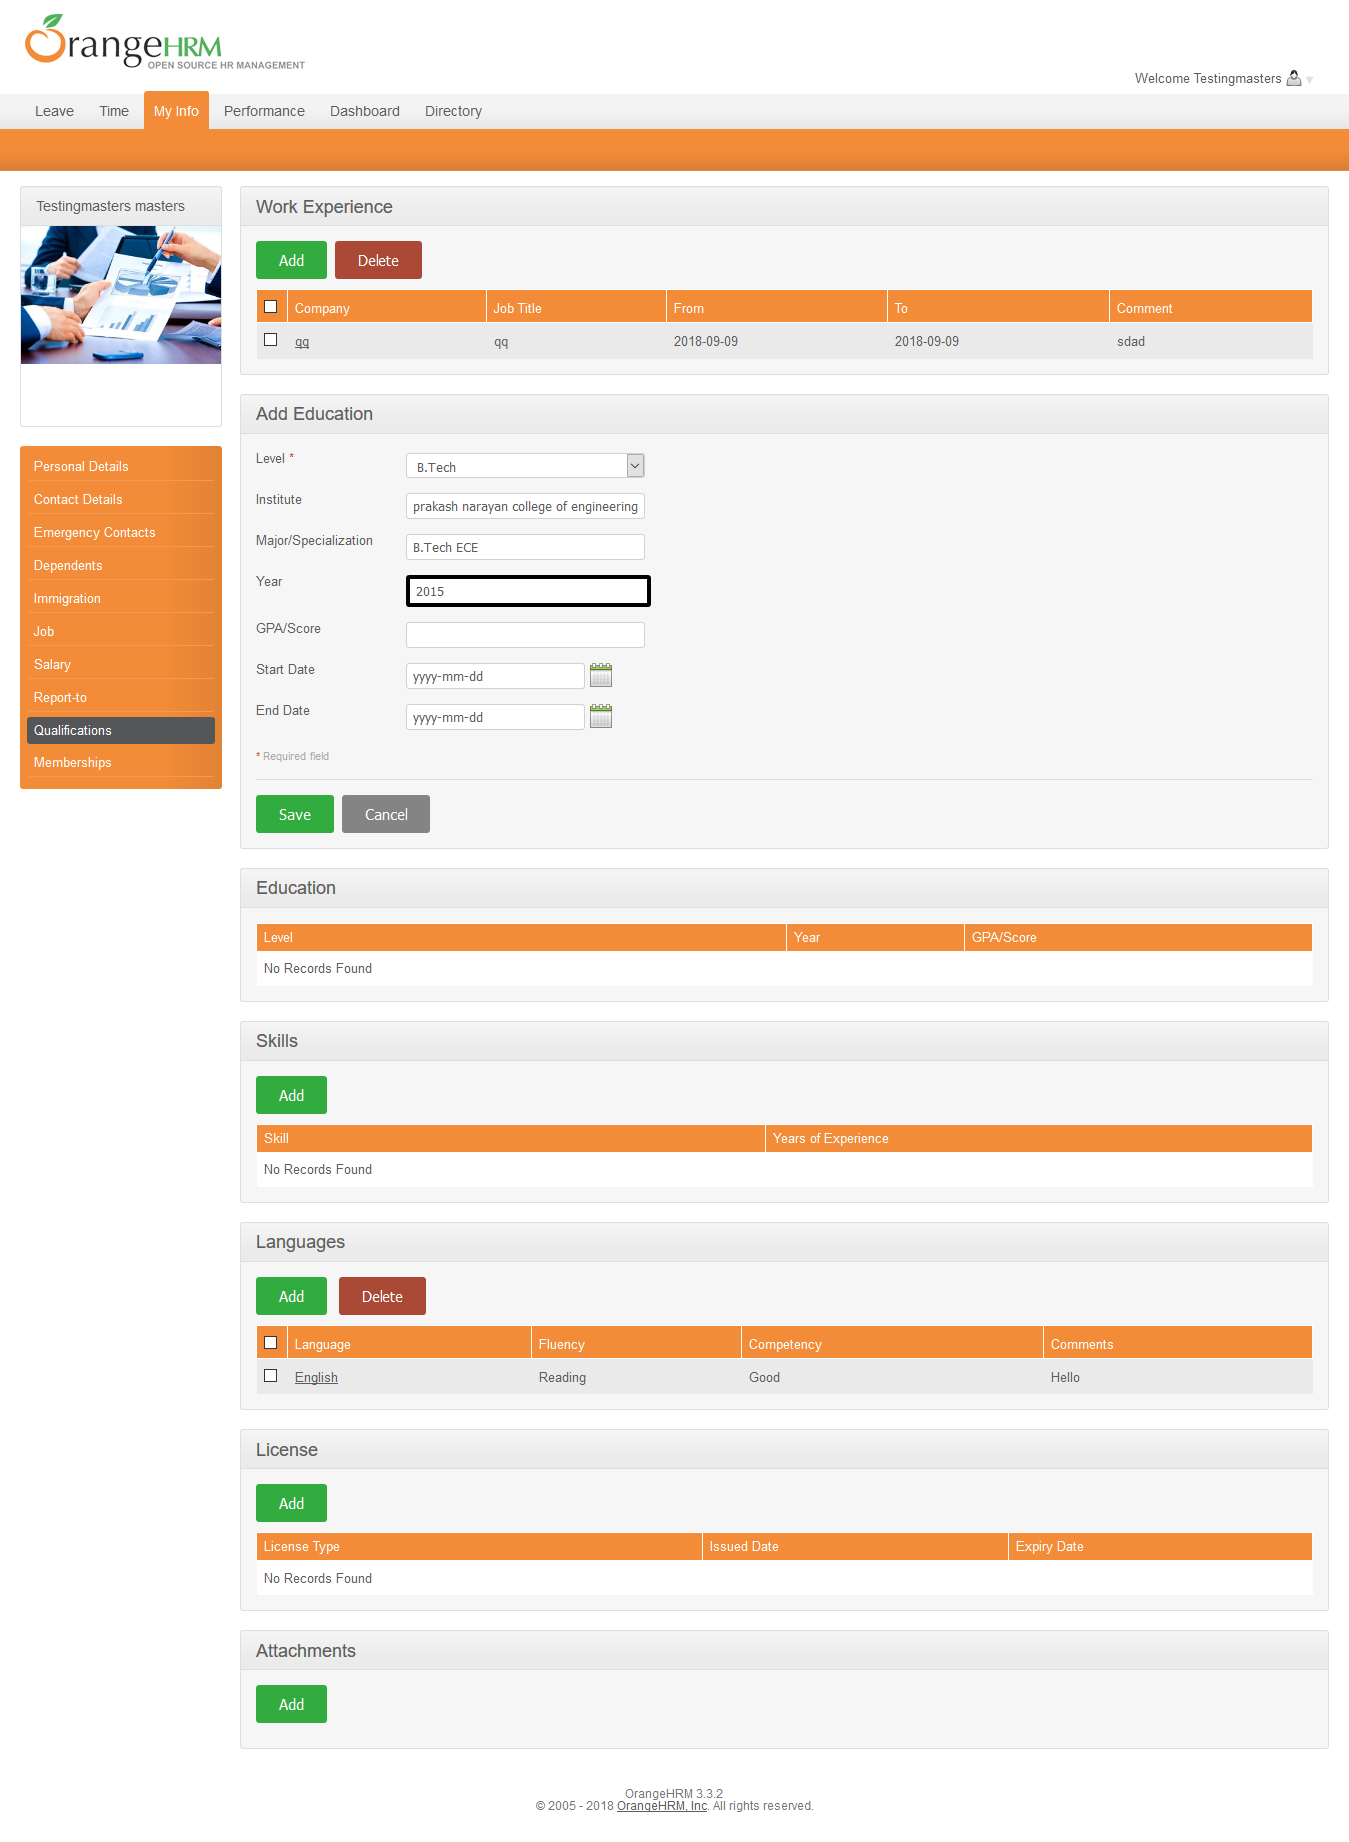 OrangeHRM
OPEN SOURCE HR MANAGEMENT
Welcome Testingmasters
Leave Time My Info Performance Dashboard Directory
Testingmasters masters
Personal Details
Contact Details
Emergency Contacts
Dependents
Immigration
Job
Salary
Report-to
Qualifications
Memberships
Work Experience
Add Delete
Company Job Title From To Comment
qq qq 2018-09-09 2018-09-09 sdad
Add Education
Level * B.Tech
Institute prakash narayan college of engineering
Major/Specialization B.Tech ECE
Year 2015
GPA/Score
Start Date yyyy-mm-dd
End Date yyyy-mm-dd
* Required field
Save Cancel
Education
Level Year GPA/Score
No Records Found
Skills
Add
Skill Years of Experience
No Records Found
Languages
Add Delete
Language Fluency Competency Comments
English Reading Good Hello
License
Add
License Type Issued Date Expiry Date
No Records Found
Attachments
Add
OrangeHRM 3.3.2
© 2005 - 2018 OrangeHRM, Inc. All rights reserved.